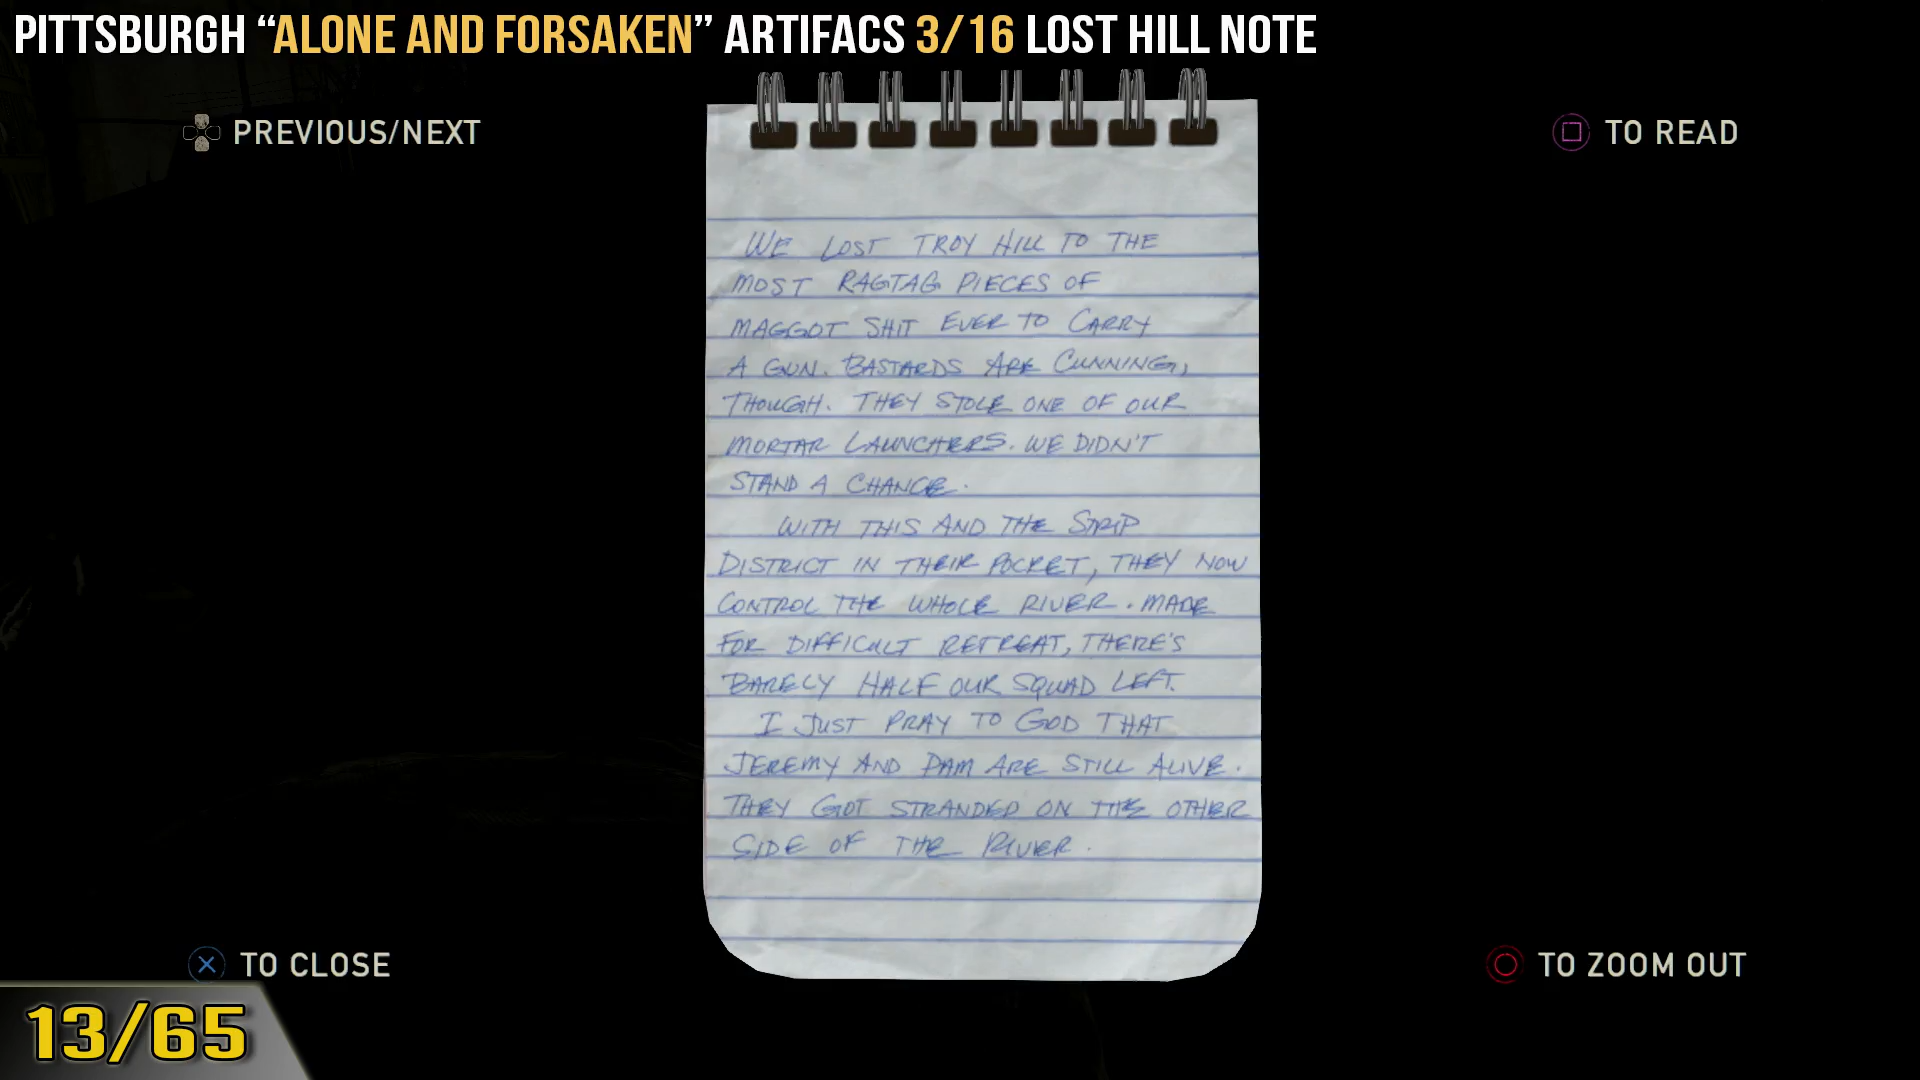 PITTSBURGH “ALONE AND FORSAKEN” ARTIFACS 3/16 LOST HILL NOTE
PREVIOUS/NEXT
TO READ
WE LOST TROY HILL TO THE
MOST RAGTAG PIECES OF
MAGGOT SHIT EVER TO CARRY
A GUN. BASTARDS ARE CUNNING,
THOUGH. THEY STOLE ONE OF OUR
MORTAR LAUNCHERS. WE DIDN'T
STAND A CHANCE.
WITH THIS AND THE STRIP
DISTRICT IN THEIR POCKET, THEY NOW
CONTROL THE WHOLE RIVER. MADE
FOR DIFFICULT RETREAT, THERE'S
BARELY HALF OUR SQUAD LEFT.
I JUST PRAY TO GOD THAT
JEREMY AND PAM ARE STILL ALIVE.
THEY GOT STRANDED ON THE OTHER
SIDE OF THE RIVER.
TO CLOSE
TO ZOOM OUT
13/65